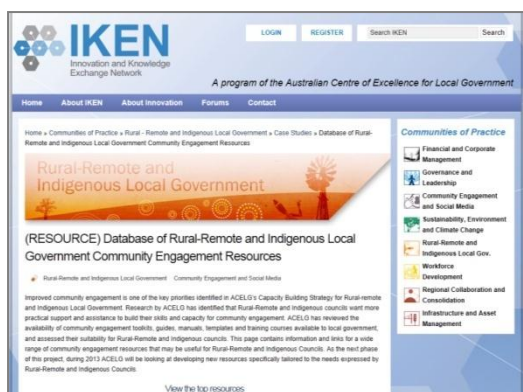 IKEN
Innovation and Knowledge
Exchange Network
LOGIN
REGISTER
Search IKEN
Search
A program of the Australian Centre of Excellence for Local Government
Home
About IKEN
About Innovation
Forums
Contact
Home » Communities of Practice » Rural - Remote and Indigenous Local Government » Case Studies » Database of Rural-
Remote and Indigenous Local Government Community Engagement Resources
Rural-Remote and
Indigenous Local Government
(RESOURCE) Database of Rural-Remote and Indigenous Local
Government Community Engagement Resources
Rural-Remote and Indigenous Local Government Community Engagement and Social Media
Improved community engagement is one of the key priorities identified in ACELG's Capacity Building Strategy for Rural-remote
and Indigenous Local Government. Research by ACELG has identified that Rural-Remote and Indigenous councils want more
practical support and assistance to build their skills and capacity for community engagement. ACELG has reviewed the
availability of community engagement toolkits, guides, manuals, templates and training courses available to local government,
and assessed their suitability for Rural-Remote and Indigenous councils. This page contains information and links for a wide
range of community engagement resources that may be useful for Rural-Remote and Indigenous Councils. As the next phase
of this project, during 2013 ACELG will be looking at developing new resources specifically tailored to the needs expressed by
Rural-Remote and Indigenous Councils
View the top resources
Communities of Practice
Financial and Corporate
Management
Governance and
Leadership
Community Engagement
and Social Media
Sustainability, Environment
and Climate Change
Rural-Remote and
Indigenous Local Gov.
Workforce
Development
Regional Collaboration and
Consolidation
Infrastructure and Asset
Management